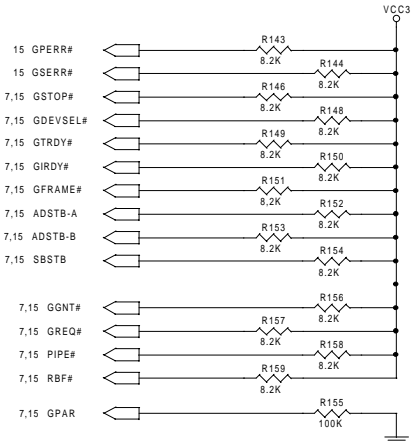 VCC3
R143
15 GPERR#
8.2K
R144
15 GSERR#
8.2K
R146
7,15 GSTOP#
8.2K
R148
7,15 GDEVSEL#
8.2K
R149
7,15 GTRDY#
8.2K
R150
7,15 GIRDY#
8.2K
R151
7,15 GFRAME#
8,2K
R152
7,15 ADSTB-A
8.2K
R153
7,15 ADSTB-B
8.2K
R154
7,15 SBSTB
8.2K
R156
7,15 GGNT#
8.2K
R157
7,15 GREQ#
8.2K
R158
7,15 PIPE#
8.2K
R159
7,15 RBF#
8.2K
R155
7,15 GPAR
100K